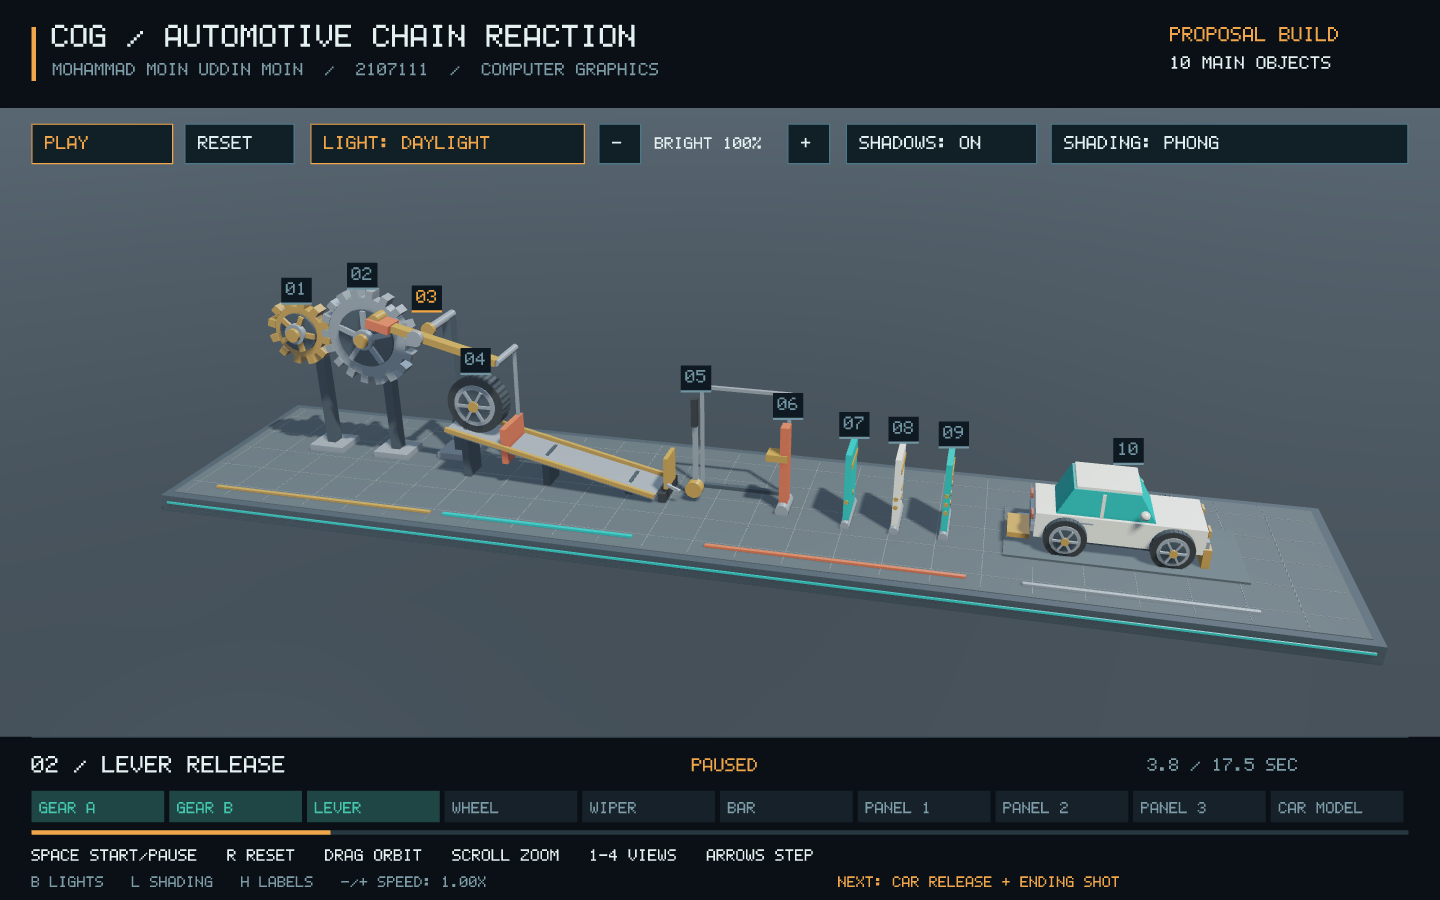 COG / AUTOMOTIVE CHAIN REACTION
MOHAMMAD MOIN UDDIN MOIN / 2107111 / COMPUTER GRAPHICS
PROPOSAL BUILD
10 MAIN OBJECTS
PLAY
RESET
LIGHT: DAYLIGHT
-
BRIGHT 100%
+
SHADOWS: ON
SHADING: PHONG
01
02
03
04
05
06
07
08
09
10
02 / LEVER RELEASE
PAUSED
3.8 / 17.5 SEC
GEAR A
GEAR B
LEVER
WHEEL
WIPER
BAR
PANEL 1
PANEL 2
PANEL 3
CAR MODEL
SPACE START/PAUSE R RESET DRAG ORBIT SCROLL ZOOM 1-4 VIEWS ARROWS STEP
B LIGHTS L SHADING H LABELS -/+ SPEED: 1.00X
NEXT: CAR RELEASE + ENDING SHOT